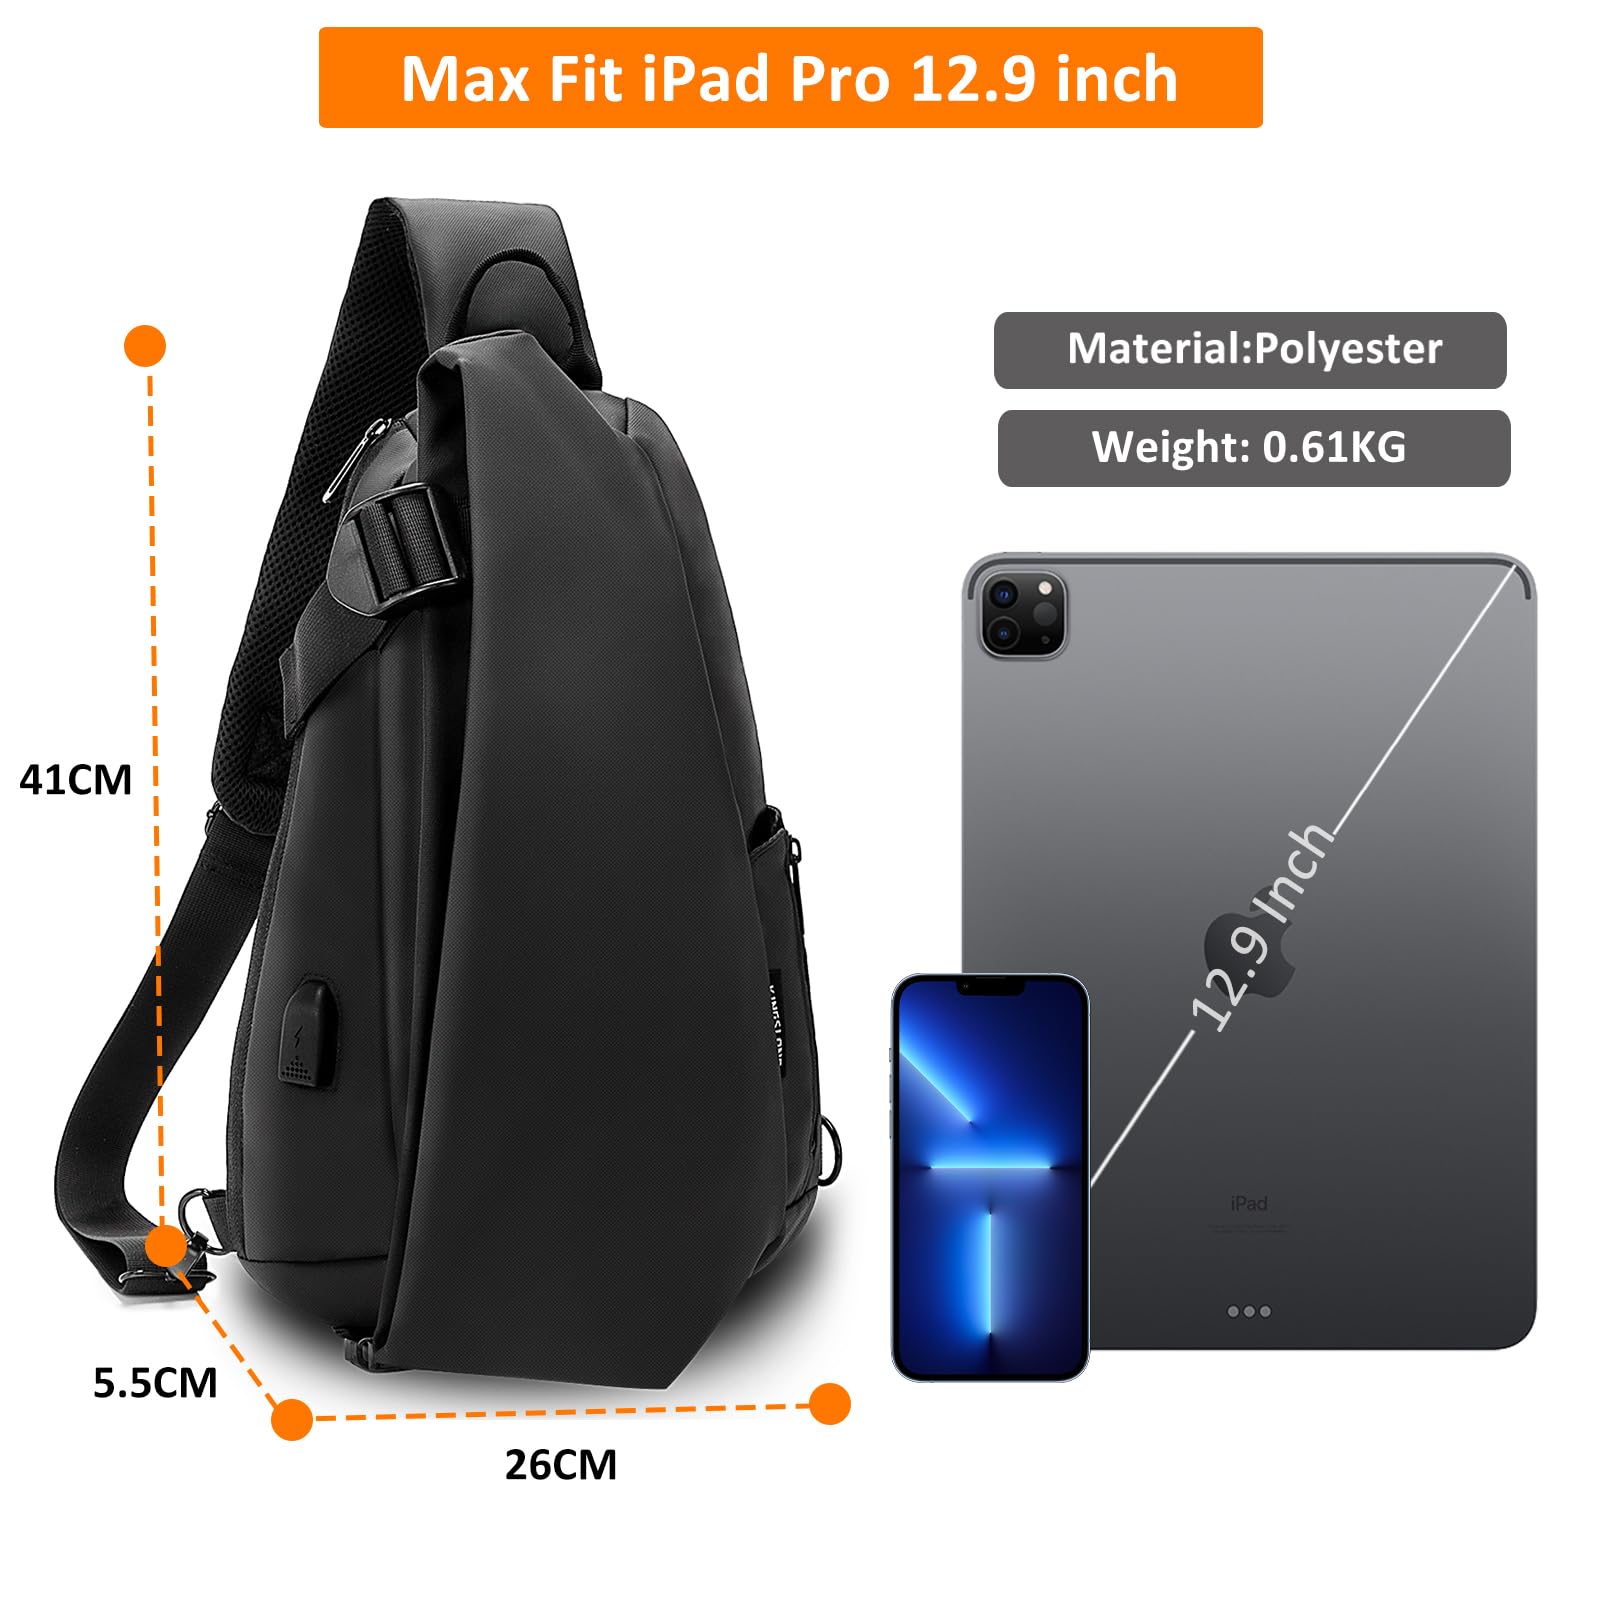 Max Fit iPad Pro 12.9 inch
Material:Polyester
Weight: 0.61KG
41CM
12.9 Inch
iPad
5.5CM
26CM